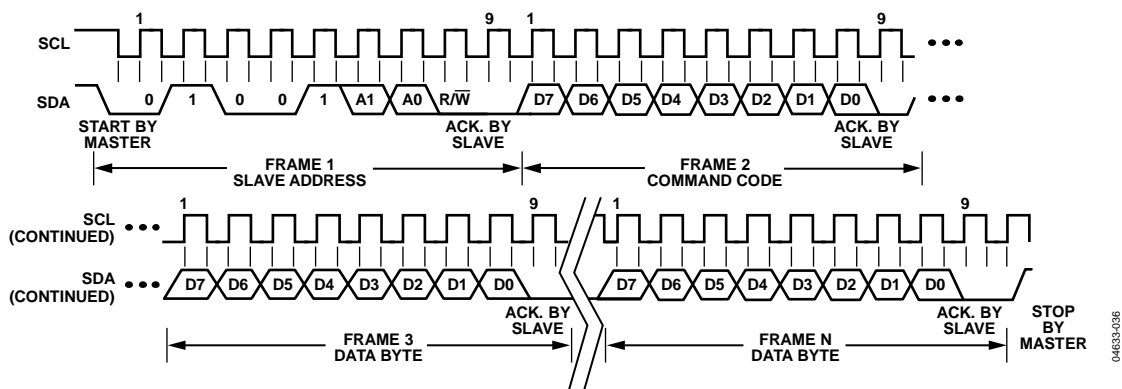 1 9 1 9
SCL
SDA 0 1 0 0 1 A1 A0 R/W̅ D7 D6 D5 D4 D3 D2 D1 D0
START BY
MASTER
ACK. BY
SLAVE
ACK. BY
SLAVE
FRAME 1
SLAVE ADDRESS
FRAME 2
COMMAND CODE
1 9 1 9
SCL
(CONTINUED)
SDA
(CONTINUED)
D7 D6 D5 D4 D3 D2 D1 D0 D7 D6 D5 D4 D3 D2 D1 D0
ACK. BY
SLAVE
ACK. BY
SLAVE
STOP
BY
MASTER
FRAME 3
DATA BYTE
FRAME N
DATA BYTE
04633-036